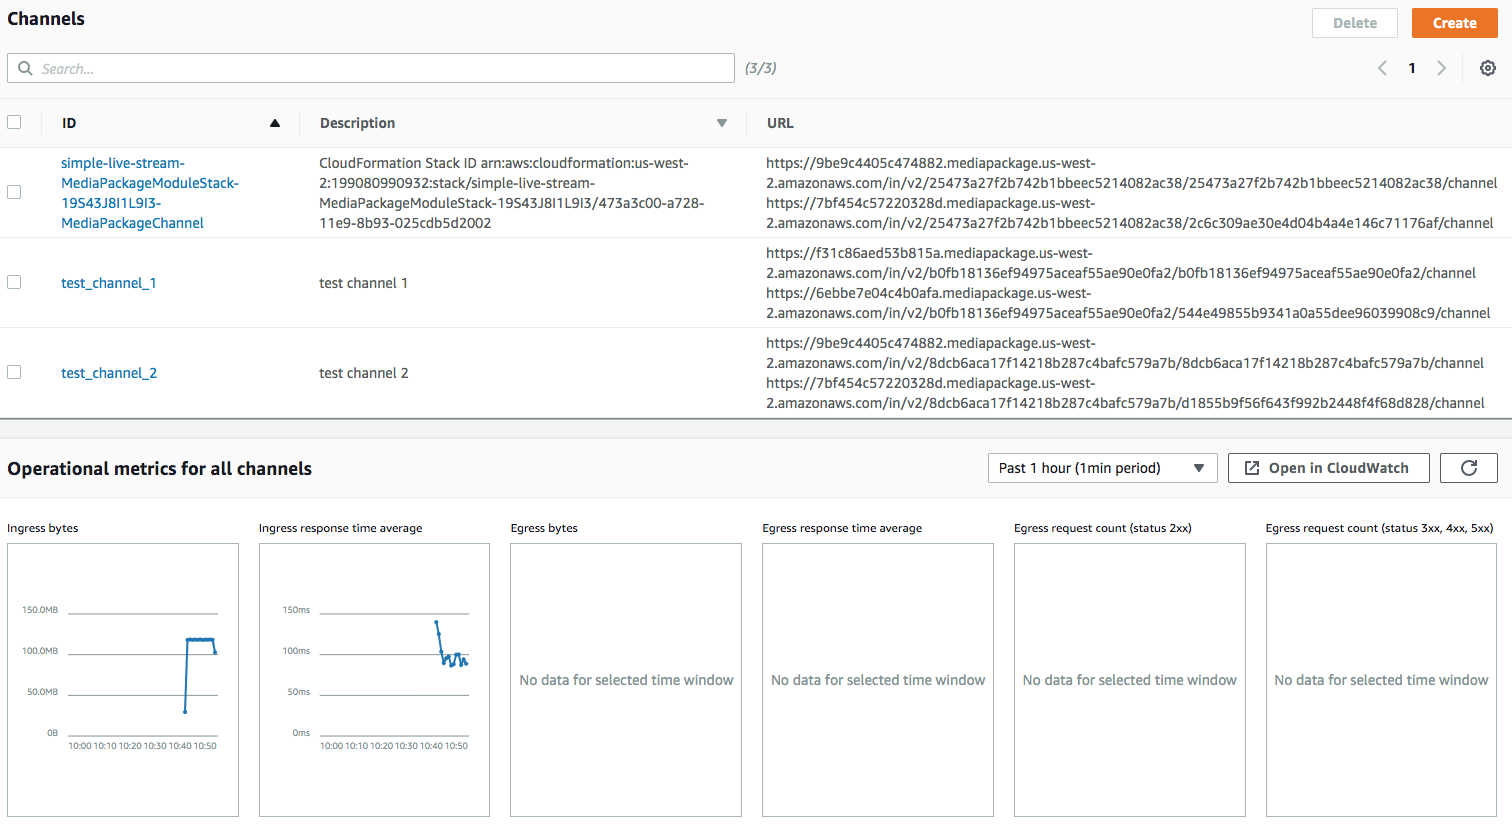 Channels
Delete
Create
Search...
(3/3)
1
ID
Description
URL
simple-live-stream-
MediaPackageModuleStack-
19S43J8I1L9I3-
MediaPackageChannel
CloudFormation Stack ID arn:aws:cloudformation:us-west-
2:199080990932:stack/simple-live-stream-
MediaPackageModuleStack-19S43J8I1L9I3/473a3c00-a728-
11e9-8b93-025cdb5d2002
https://9be9c4405c474882.mediapackage.us-west-
2.amazonaws.com/in/v2/25473a27f2b742b1bbeec5214082ac38/25473a27f2b742b1bbeec5214082ac38/channel
https://7bf454c57220328d.mediapackage.us-west-
2.amazonaws.com/in/v2/25473a27f2b742b1bbeec5214082ac38/2c6c309ae30e4d04b4a4e146c71176af/channel
test_channel_1
test channel 1
https://f31c86aed53b815a.mediapackage.us-west-
2.amazonaws.com/in/v2/b0fb18136ef94975aceaf55ae90e0fa2/b0fb18136ef94975aceaf55ae90e0fa2/channel
https://6ebbe7e04c4b0afa.mediapackage.us-west-
2.amazonaws.com/in/v2/b0fb18136ef94975aceaf55ae90e0fa2/544e49855b9341a0a55dee96039908c9/channel
test_channel_2
test channel 2
https://9be9c4405c474882.mediapackage.us-west-
2.amazonaws.com/in/v2/8dcb6aca17f14218b287c4bafc579a7b/8dcb6aca17f14218b287c4bafc579a7b/channel
https://7bf454c57220328d.mediapackage.us-west-
2.amazonaws.com/in/v2/8dcb6aca17f14218b287c4bafc579a7b/d1855b9f56f643f992b2448f4f68d828/channel
Operational metrics for all channels
Past 1 hour (1min period)
Open in CloudWatch
Ingress bytes
150.0MB
100.0MB
50.0MB
0B
10:00 10:10 10:20 10:30 10:40 10:50
Ingress response time average
150ms
100ms
50ms
0ms
10:00 10:10 10:20 10:30 10:40 10:50
Egress bytes
No data for selected time window
Egress response time average
No data for selected time window
Egress request count (status 2xx)
No data for selected time window
Egress request count (status 3xx, 4xx, 5xx)
No data for selected time window